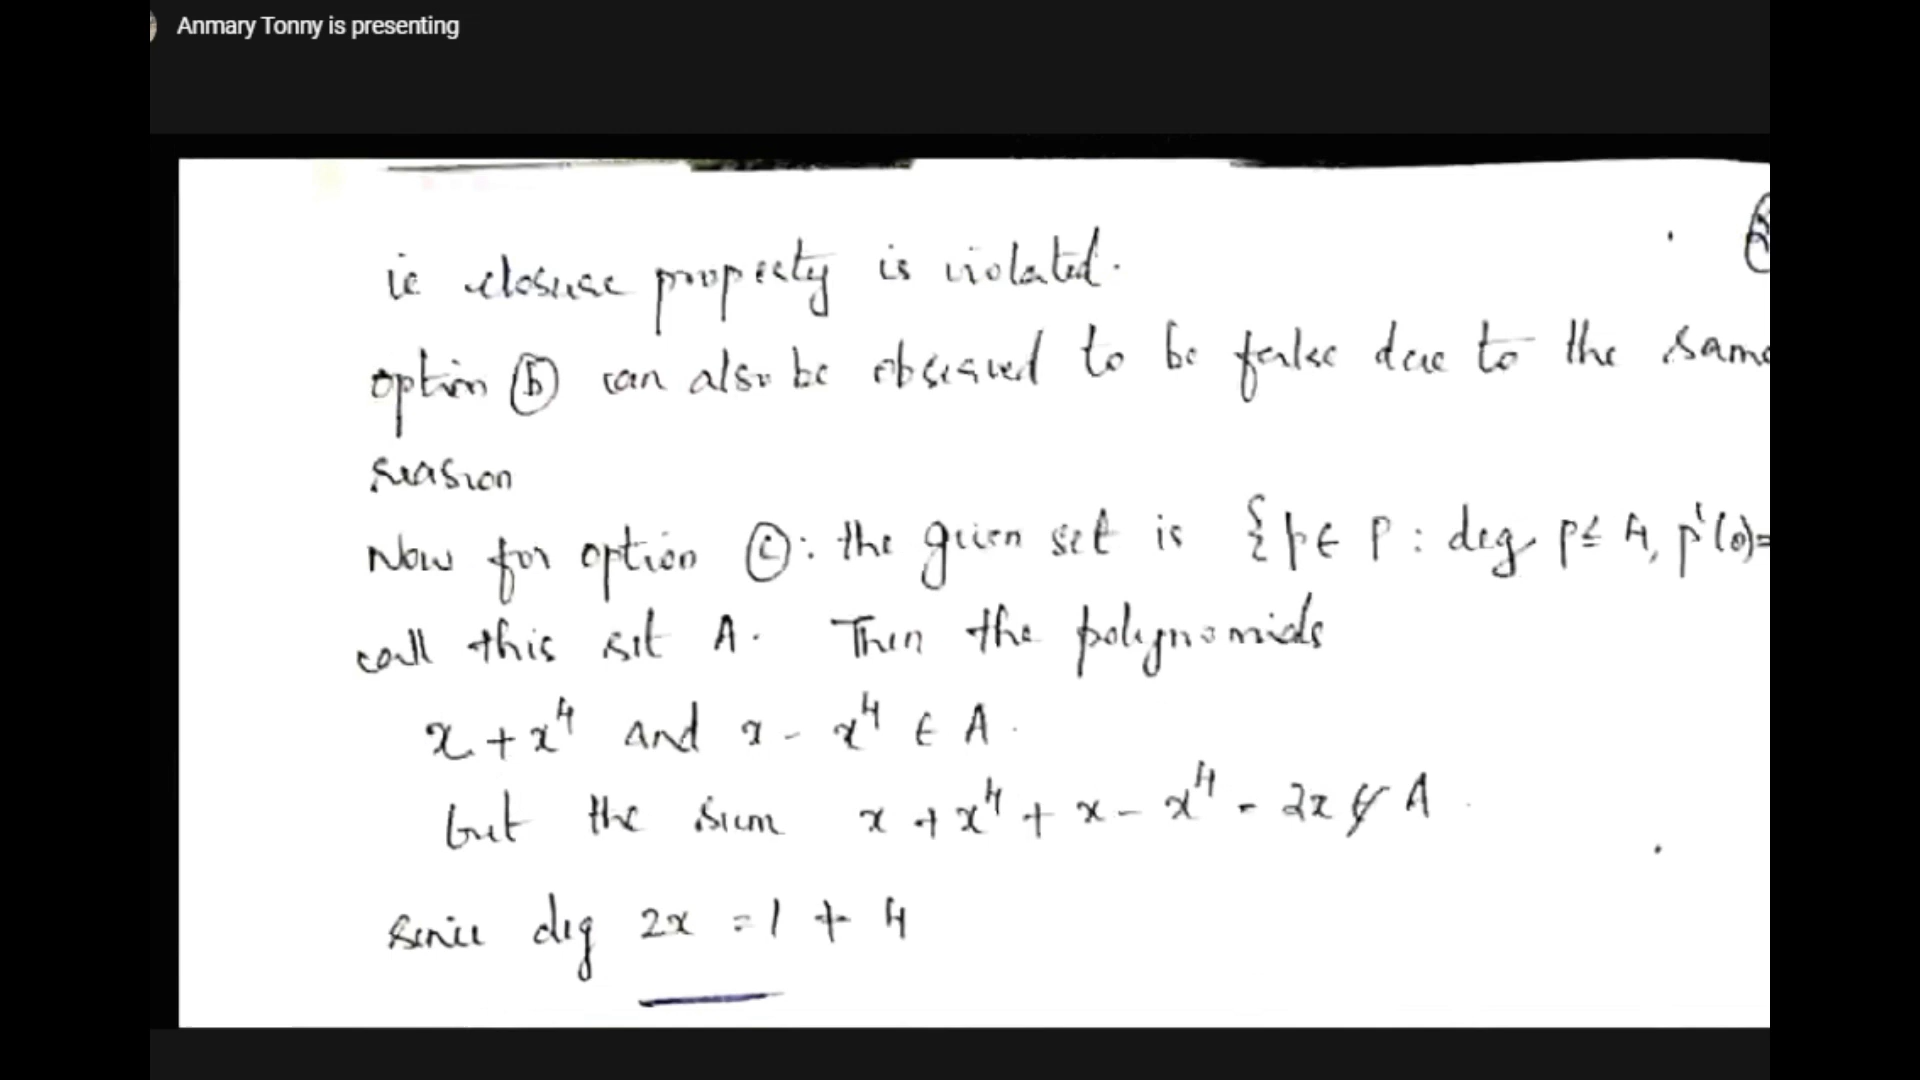 Anmary Tonny is presenting
ie closure property is violated.
option (b) can also be observed to be false due to the same
reason
Now for option (c): the given set is {p ∈ P : deg p ≤ 4, p'(0)=
call this set A. Then the polynomials
x + x⁴ and x - x⁴ ∈ A.
but the sum x + x⁴ + x - x⁴ = 2x ∉ A.
since deg 2x = 1 ≠ 4